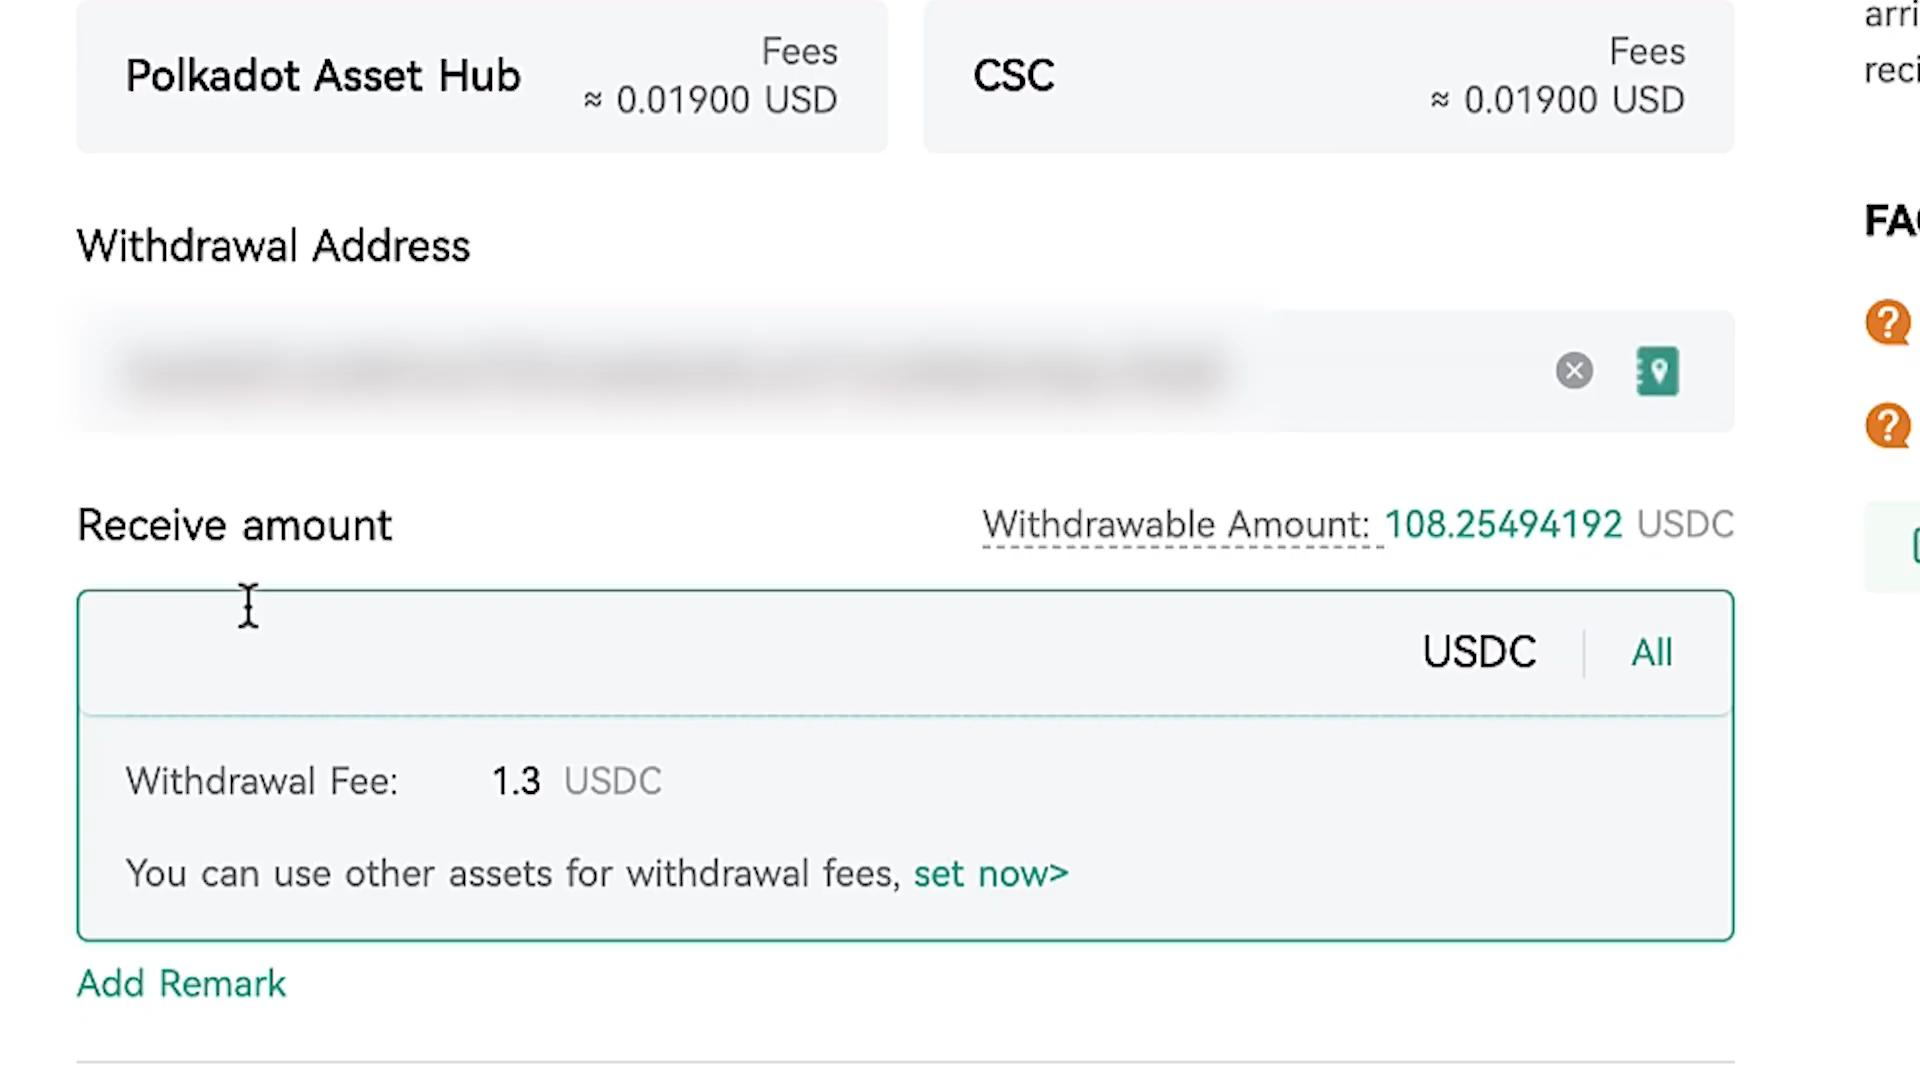 Polkadot Asset Hub
Fees
≈ 0.01900 USD
CSC
Fees
≈ 0.01900 USD
Withdrawal Address
Receive amount
Withdrawable Amount: 108.25494192 USDC
USDC
All
Withdrawal Fee: 1.3 USDC
You can use other assets for withdrawal fees, set now>
Add Remark